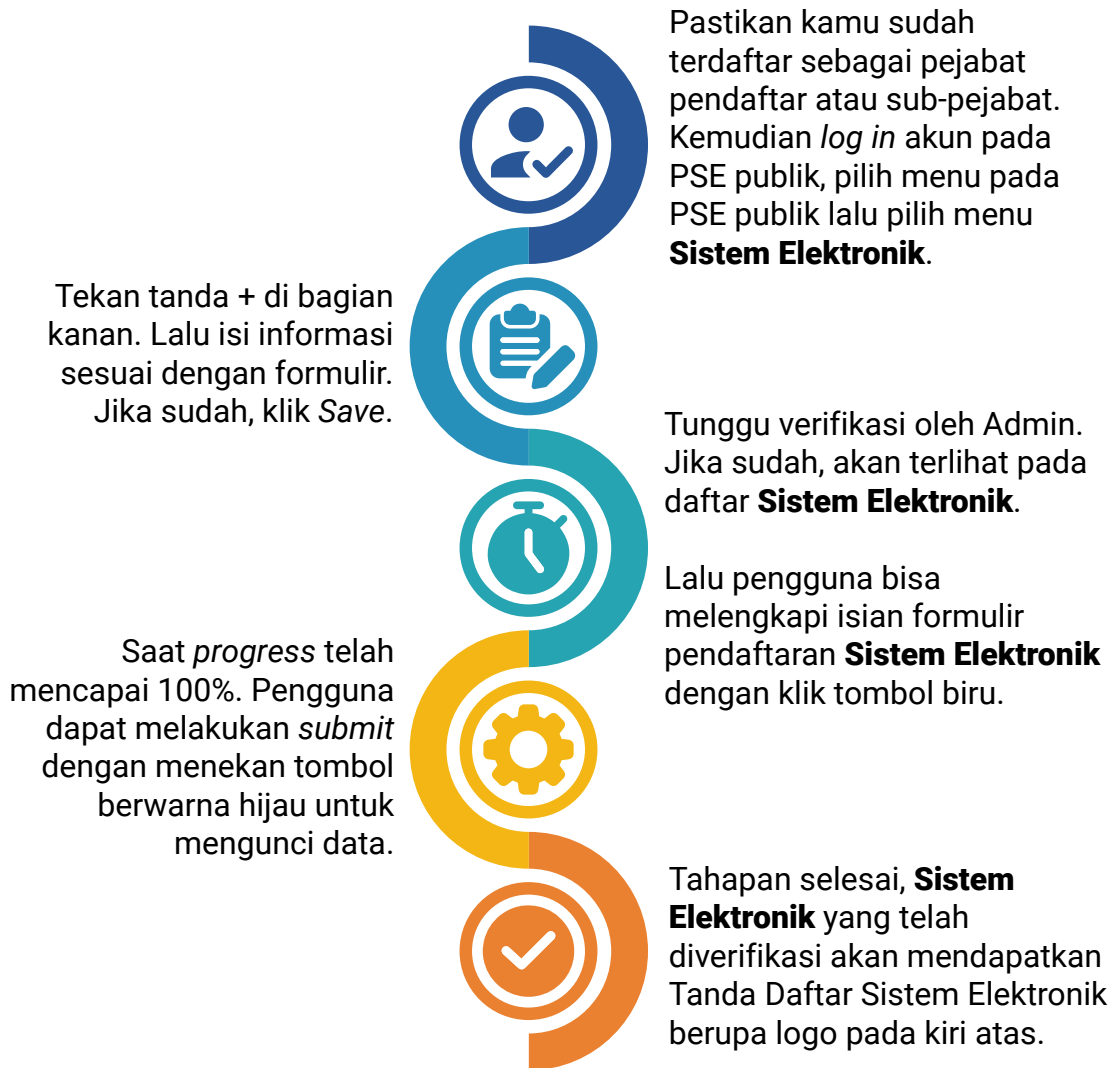 Pastikan kamu sudah
terdaftar sebagai pejabat
pendaftar atau sub-pejabat.
Kemudian log in akun pada
PSE publik, pilih menu pada
PSE publik lalu pilih menu
Sistem Elektronik.
Tekan tanda + di bagian
kanan. Lalu isi informasi
sesuai dengan formulir.
Jika sudah, klik Save.
Tunggu verifikasi oleh Admin.
Jika sudah, akan terlihat pada
daftar Sistem Elektronik.
Lalu pengguna bisa
melengkapi isian formulir
pendaftaran Sistem Elektronik
dengan klik tombol biru.
Saat progress telah
mencapai 100%. Pengguna
dapat melakukan submit
dengan menekan tombol
berwarna hijau untuk
mengunci data.
Tahapan selesai, Sistem
Elektronik yang telah
diverifikasi akan mendapatkan
Tanda Daftar Sistem Elektronik
berupa logo pada kiri atas.